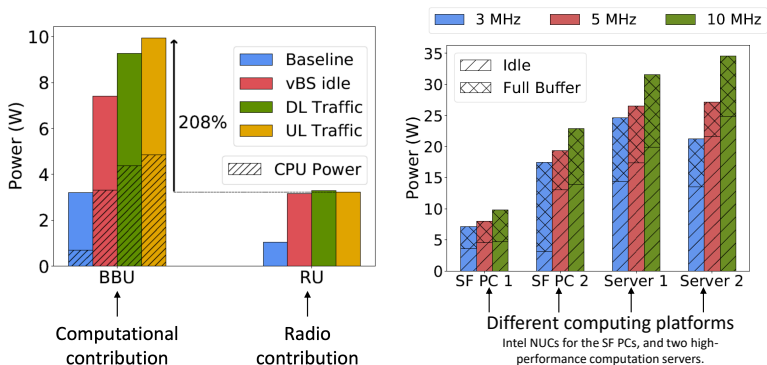 10
8
6
4
2
0
Power (W)
Baseline
vBS idle
DL Traffic
UL Traffic
CPU Power
208%
BBU
RU
Computational
contribution
Radio
contribution
3 MHz
5 MHz
10 MHz
35
30
25
20
15
10
5
0
Power (W)
Idle
Full Buffer
SF PC 1
SF PC 2
Server 1
Server 2
Different computing platforms
Intel NUCs for the SF PCs, and two high-
performance computation servers.